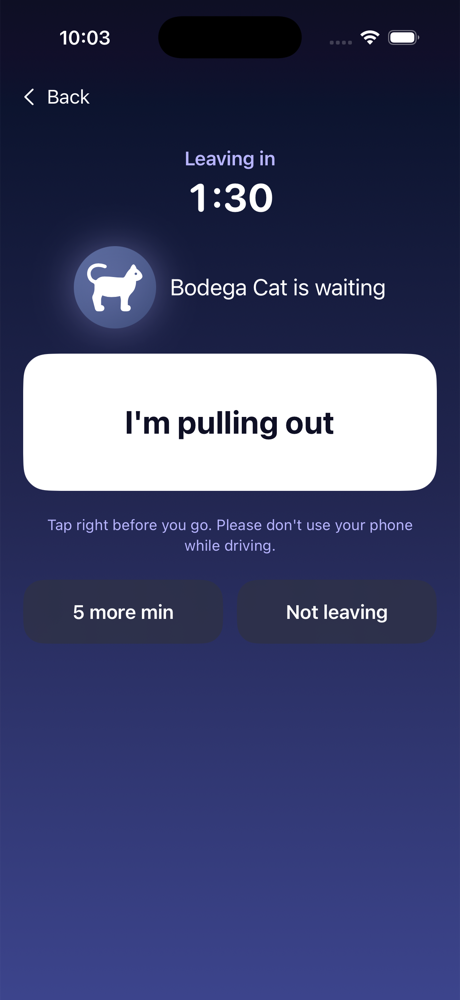 10:03
Back
Leaving in
1:30
Bodega Cat is waiting
I'm pulling out
Tap right before you go. Please don't use your phone
while driving.
5 more min
Not leaving